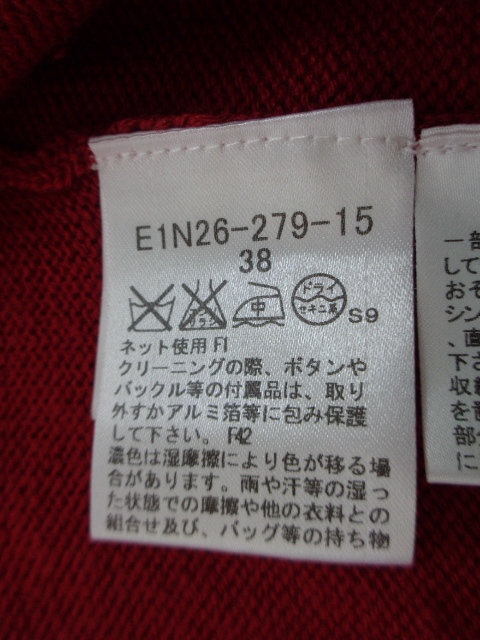 E1N26-279-15
38
中
ドライ
セキユ系
S9
ネット使用 F1
クリーニングの際、ボタンや
バックル等の付属品は、取り
外すかアルミ箔等に包み保護
して下さい。 F42
濃色は湿摩擦により色が移る場
合があります。雨や汗等の湿っ
た状態での摩擦や他の衣料との
組合せ及び、バッグ等の持ち物
一部
して
おそ
シン
、直
下さ
収納
を
部分
に